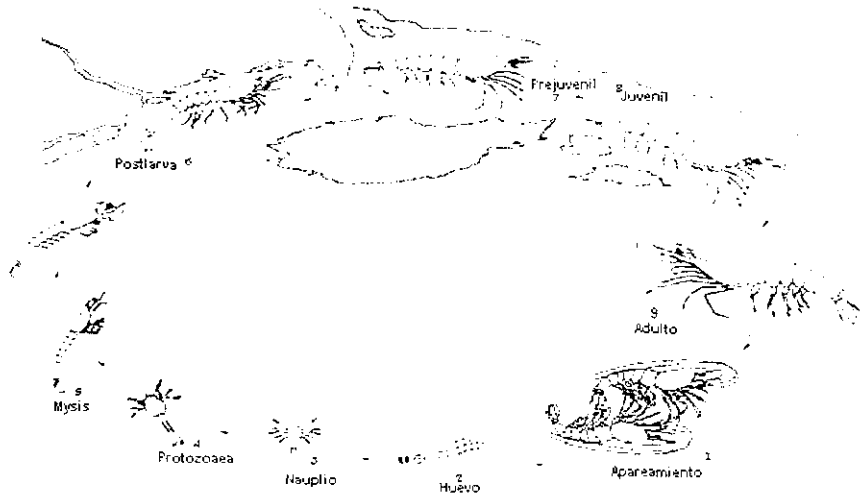 Prejuvenil
7
8
Juvenil
Postlarva 6
9
Adulto
5
Mysis
4
Protozoaea
3
Nauplio
2
Huevo
1
Apareamiento